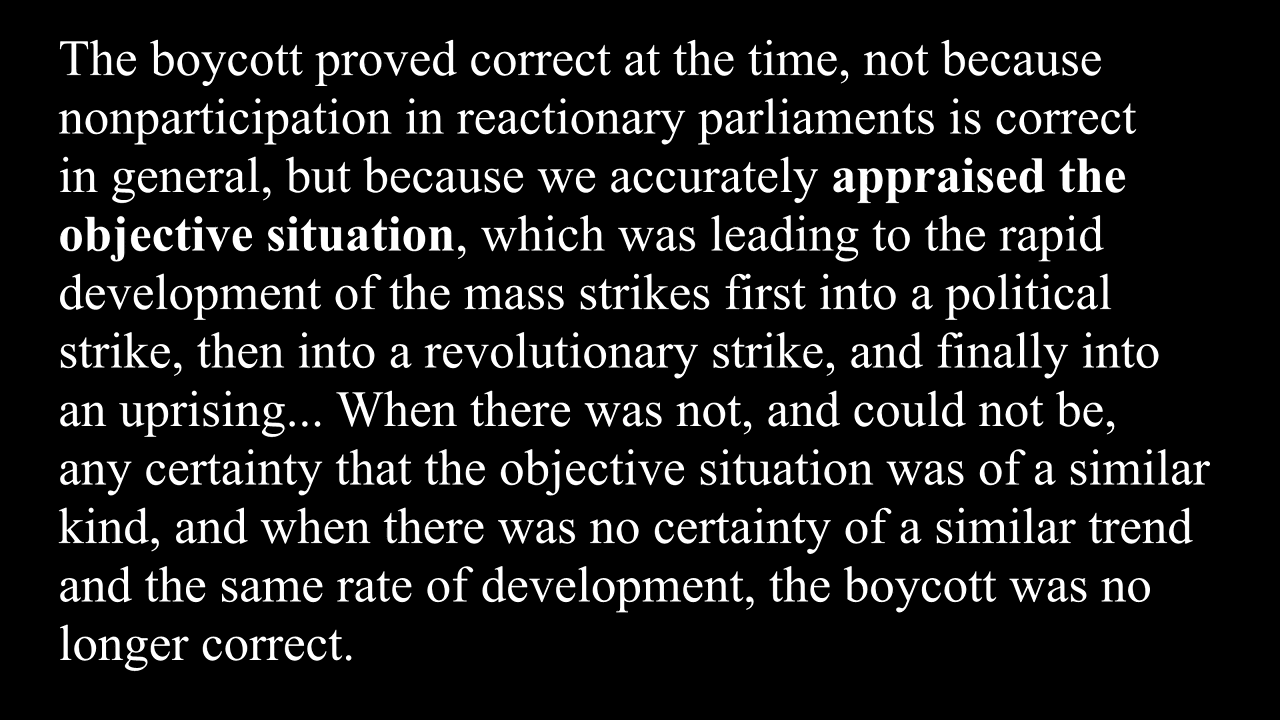 The boycott proved correct at the time, not because
nonparticipation in reactionary parliaments is correct
in general, but because we accurately appraised the
objective situation, which was leading to the rapid
development of the mass strikes first into a political
strike, then into a revolutionary strike, and finally into
an uprising... When there was not, and could not be,
any certainty that the objective situation was of a similar
kind, and when there was no certainty of a similar trend
and the same rate of development, the boycott was no
longer correct.